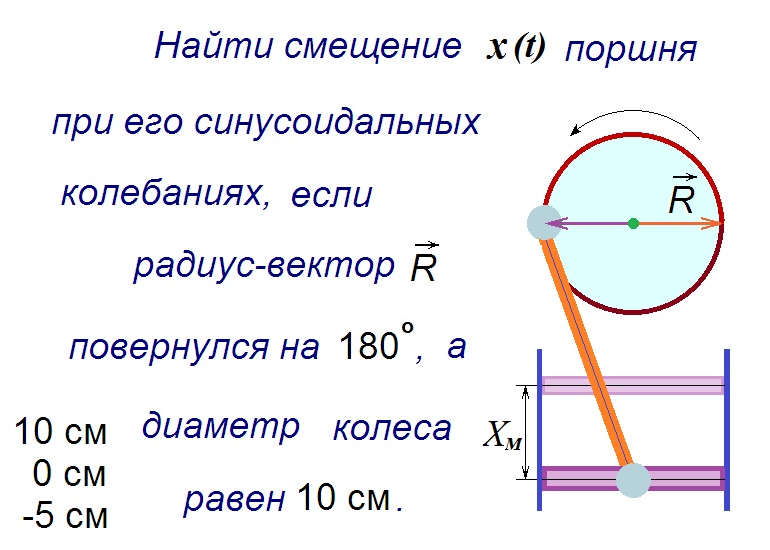 Найти смещение x (t) поршня
при его синусоидальных
колебаниях, если
R
радиус-вектор R
повернулся на 180°, а
диаметр колеса
равен 10 см.
10 см
0 см
-5 см
Xм